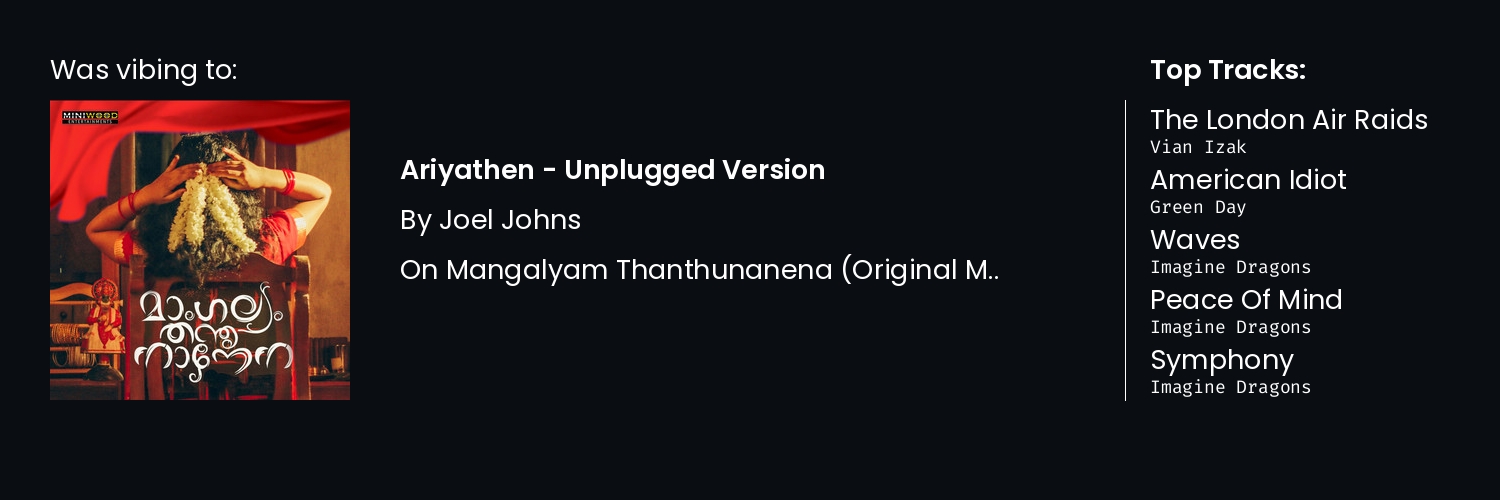 Was vibing to:
MINIWOOD
ENTERTAINMENTS
മാംഗല്യം
തന്തു
നാനേന
Ariyathen - Unplugged Version
By Joel Johns
On Mangalyam Thanthunanena (Original M..
Top Tracks:
The London Air Raids
Vian Izak
American Idiot
Green Day
Waves
Imagine Dragons
Peace Of Mind
Imagine Dragons
Symphony
Imagine Dragons